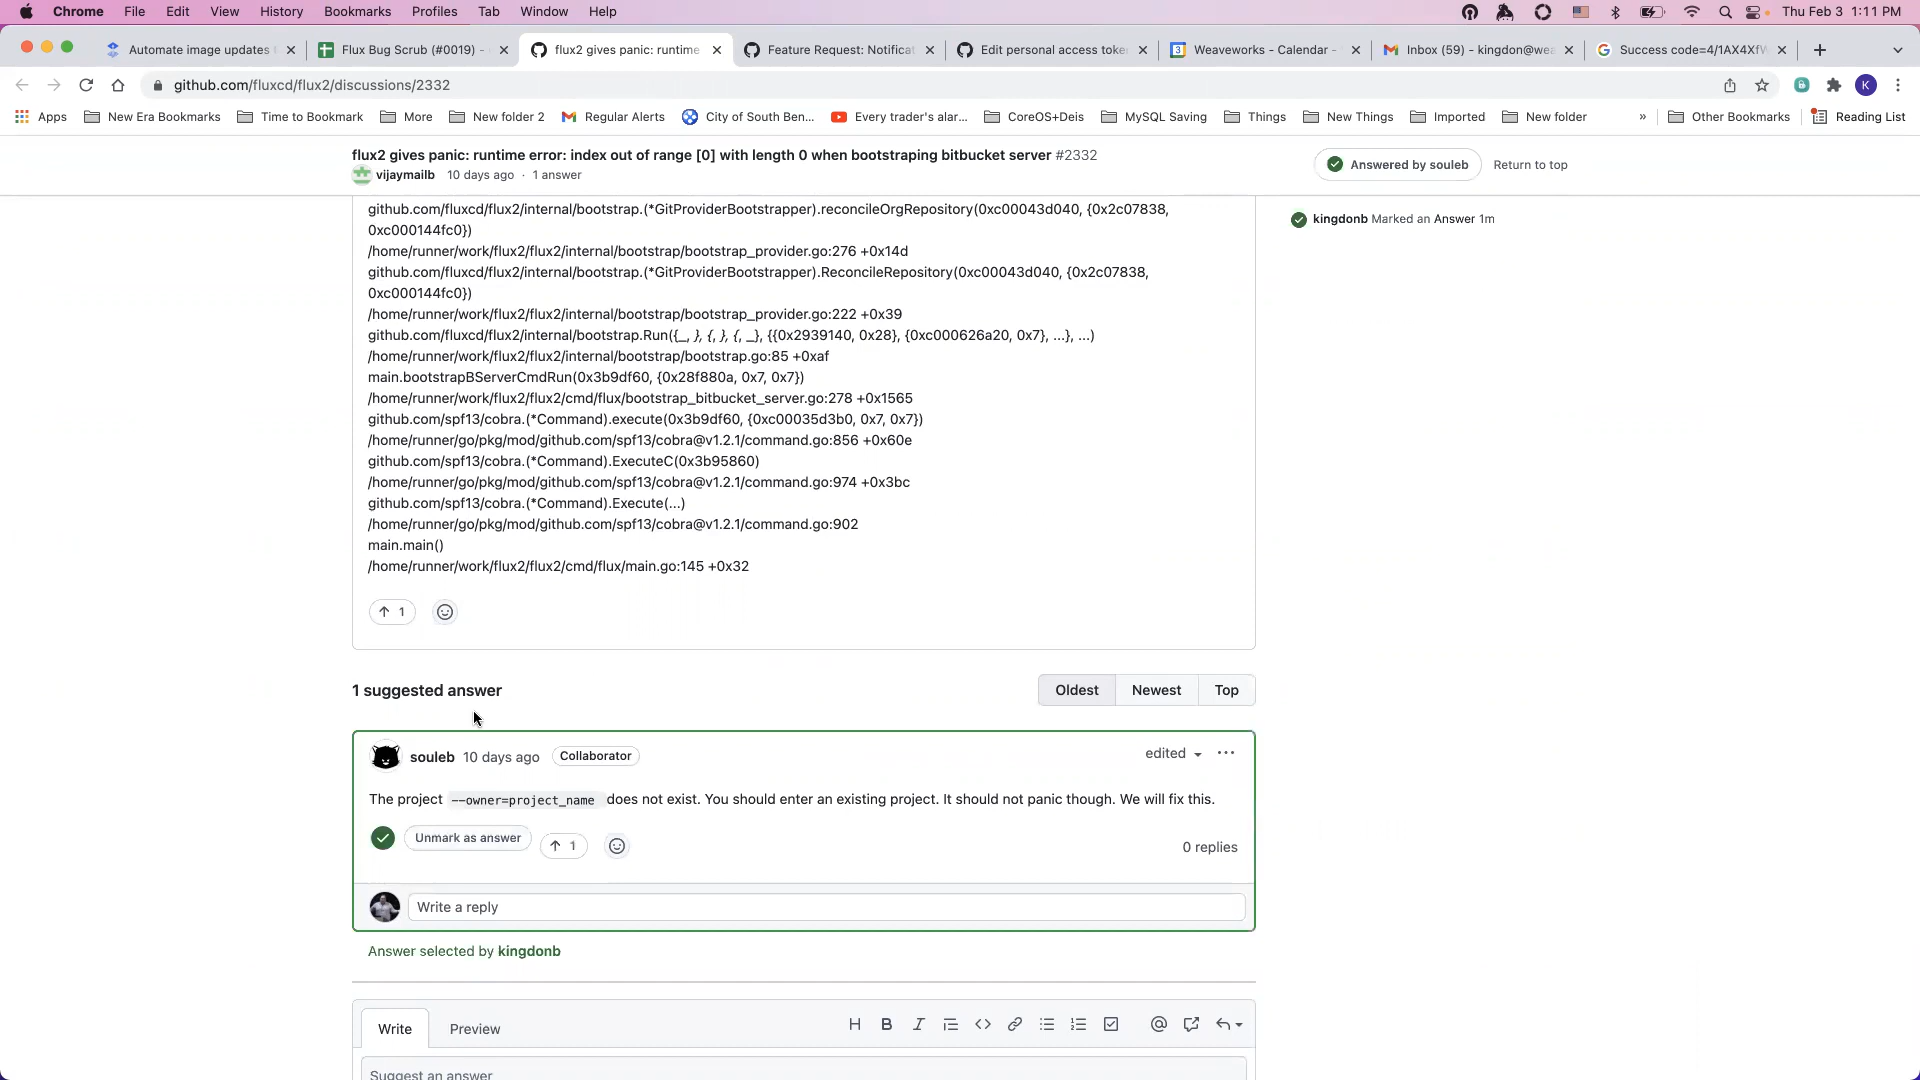 Chrome File Edit View History Bookmarks Profiles Tab Window Help Thu Feb 3 1:11 PM
Automate image updates Flux Bug Scrub (#0019) - flux2 gives panic: runtime Feature Request: Notificat Edit personal access toke Weaveworks - Calendar - Inbox (59) - kingdon@wea Success code=4/1AX4XfW
github.com/fluxcd/flux2/discussions/2332 K
Apps New Era Bookmarks Time to Bookmark More New folder 2 Regular Alerts City of South Ben... Every trader's alar... CoreOS+Deis MySQL Saving Things New Things Imported New folder » Other Bookmarks Reading List
flux2 gives panic: runtime error: index out of range [0] with length 0 when bootstraping bitbucket server #2332
vijaymailb 10 days ago · 1 answer
Answered by souleb Return to top
github.com/fluxcd/flux2/internal/bootstrap.(*GitProviderBootstrapper).reconcileOrgRepository(0xc00043d040, {0x2c07838,
0xc000144fc0})
/home/runner/work/flux2/flux2/internal/bootstrap/bootstrap_provider.go:276 +0x14d
github.com/fluxcd/flux2/internal/bootstrap.(*GitProviderBootstrapper).ReconcileRepository(0xc00043d040, {0x2c07838,
0xc000144fc0})
/home/runner/work/flux2/flux2/internal/bootstrap/bootstrap_provider.go:222 +0x39
github.com/fluxcd/flux2/internal/bootstrap.Run({_, }, {, }, {, _}, {{0x2939140, 0x28}, {0xc000626a20, 0x7}, ...}, ...)
/home/runner/work/flux2/flux2/internal/bootstrap/bootstrap.go:85 +0xaf
main.bootstrapBServerCmdRun(0x3b9df60, {0x28f880a, 0x7, 0x7})
/home/runner/work/flux2/flux2/cmd/flux/bootstrap_bitbucket_server.go:278 +0x1565
github.com/spf13/cobra.(*Command).execute(0x3b9df60, {0xc00035d3b0, 0x7, 0x7})
/home/runner/go/pkg/mod/github.com/spf13/cobra@v1.2.1/command.go:856 +0x60e
github.com/spf13/cobra.(*Command).ExecuteC(0x3b95860)
/home/runner/go/pkg/mod/github.com/spf13/cobra@v1.2.1/command.go:974 +0x3bc
github.com/spf13/cobra.(*Command).Execute(...)
/home/runner/go/pkg/mod/github.com/spf13/cobra@v1.2.1/command.go:902
main.main()
/home/runner/work/flux2/flux2/cmd/flux/main.go:145 +0x32
↑ 1
kingdonb Marked an Answer 1m
1 suggested answer
Oldest Newest Top
souleb 10 days ago Collaborator edited
The project --owner=project_name does not exist. You should enter an existing project. It should not panic though. We will fix this.
Unmark as answer ↑ 1 0 replies
Write a reply
Answer selected by kingdonb
Write Preview H B I @
Suggest an answer